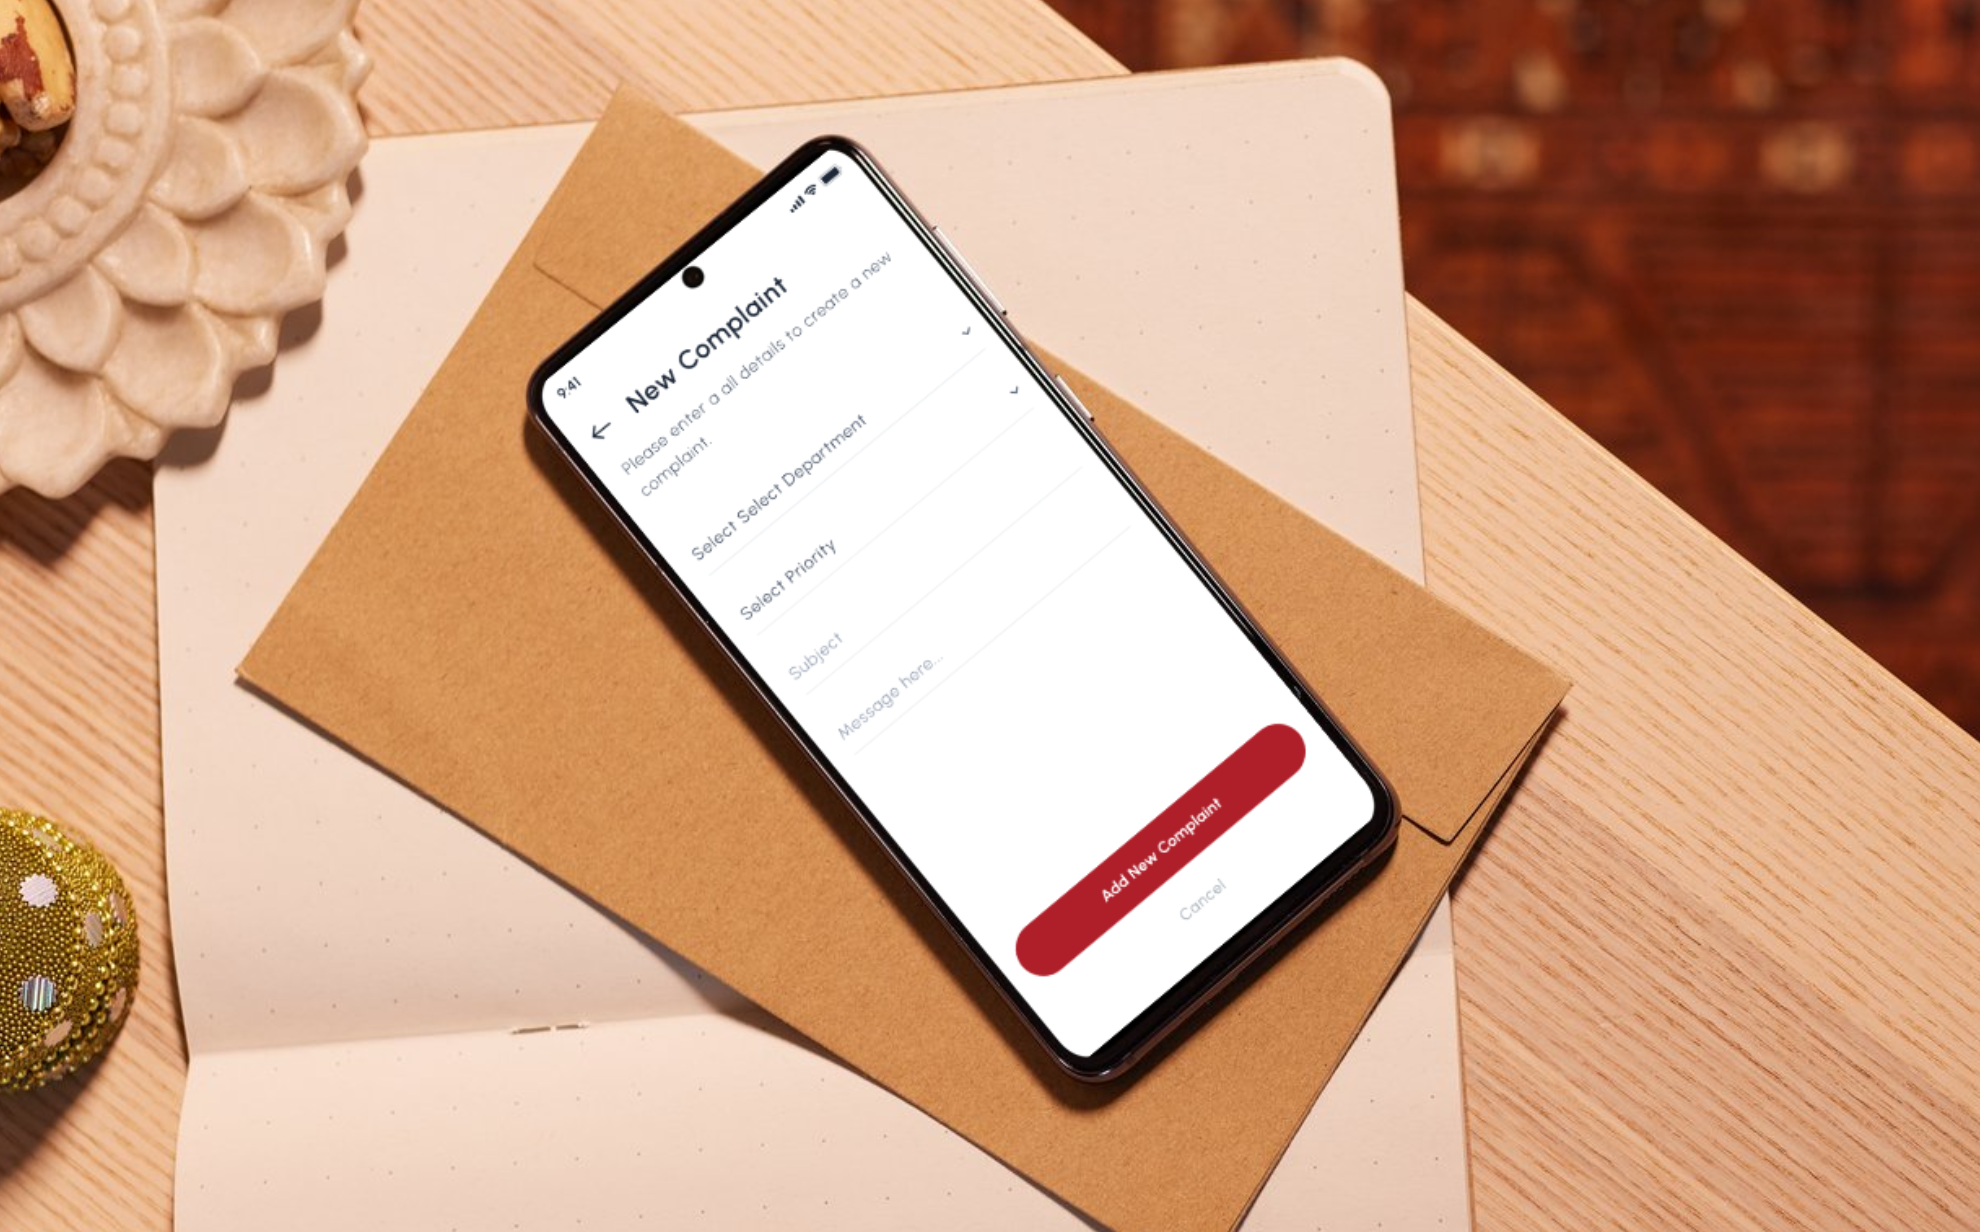 9:41
New Complaint
Please enter a all details to create a new
complaint.
Select Select Department
Select Priority
Subject
Message here...
Add New Complaint
Cancel